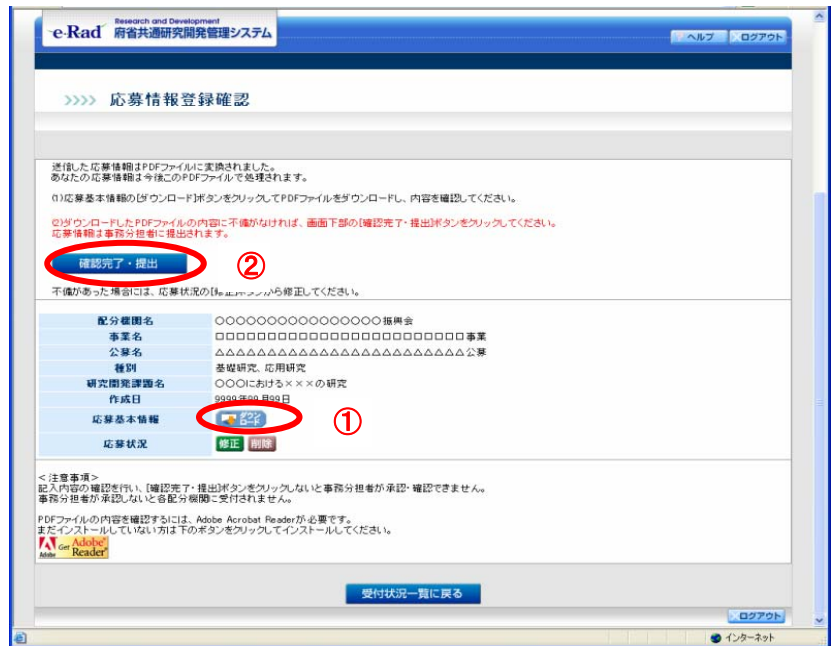 Research and Development
e-Rad 府省共通研究開発管理システム
ヘルプ ログアウト
>>>> 応募情報登録確認
送信した応募情報はPDFファイルに変換されました。
あなたの応募情報は今後このPDFファイルで処理されます。
(1)応募基本情報の[ダウンロード]ボタンをクリックしてPDFファイルをダウンロードし、内容を確認してください。
(2)ダウンロードしたPDFファイルの内容に不備がなければ、画面下部の[確認完了・提出]ボタンをクリックしてください。
応募情報は事務分担者に提出されます。
確認完了・提出 ②
不備があった場合には、応募状況の[修正]ボタンから修正してください。
配分機関名 ○○○○○○○○○○○○○○○○振興会
事業名 □□□□□□□□□□□□□□□□□□□□□□□□事業
公募名 △△△△△△△△△△△△△△△△△△△△△△△△公募
種別 基礎研究、応用研究
研究開発課題名 ○○○における×××の研究
作成日 9999年99月99日
応募基本情報 ダウンロード ①
応募状況 修正 削除
<注意事項>
記入内容の確認を行い、[確認完了・提出]ボタンをクリックしないと事務分担者が承認・確認できません。
事務分担者が承認しないと各配分機関に受付されません。
PDFファイルの内容を確認するには、Adobe Acrobat Readerが必要です。
まだインストールしていない方は下のボタンをクリックしてインストールしてください。
Adobe Get Adobe Reader
受付状況一覧に戻る
ログアウト
インターネット